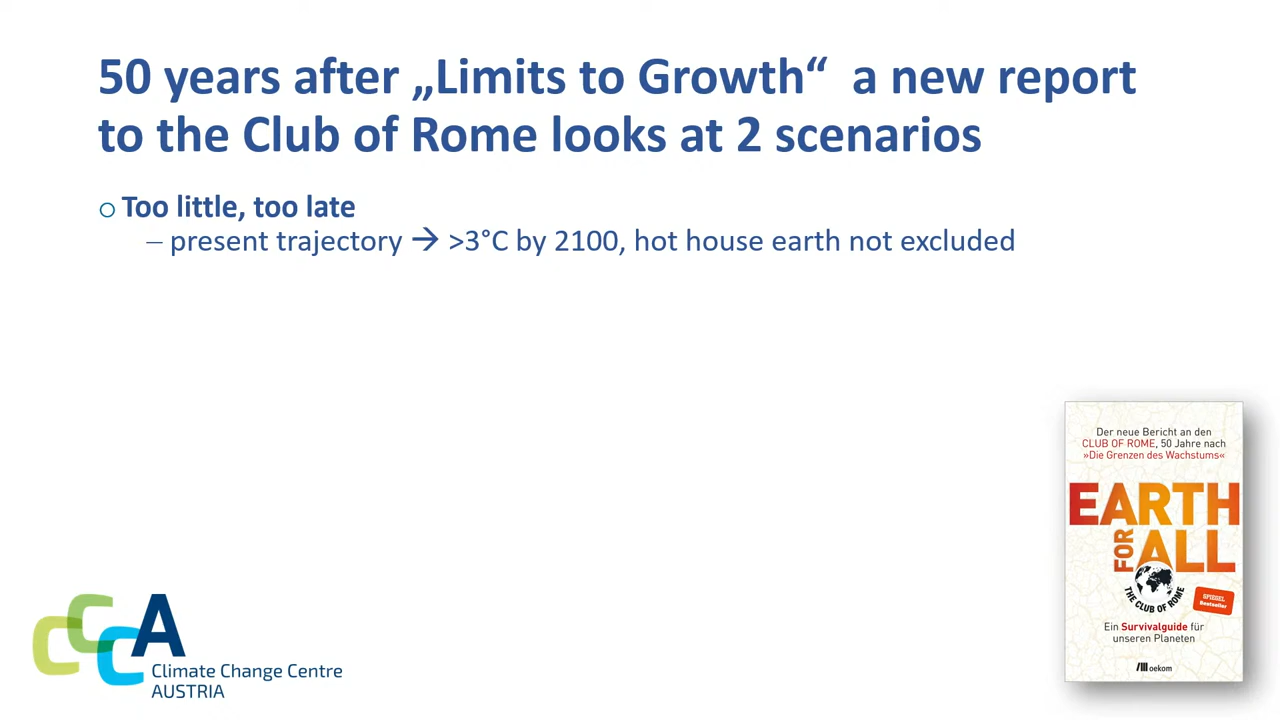 50 years after „Limits to Growth“ a new report
to the Club of Rome looks at 2 scenarios
o Too little, too late
– present trajectory → >3°C by 2100, hot house earth not excluded
Der neue Bericht an den
CLUB OF ROME, 50 Jahre nach
»Die Grenzen des Wachstums«
EARTH
FOR ALL
THE CLUB OF ROME
SPIEGEL
Bestseller
Ein Survivalguide für
unseren Planeten
oekom
CCCA
Climate Change Centre
AUSTRIA